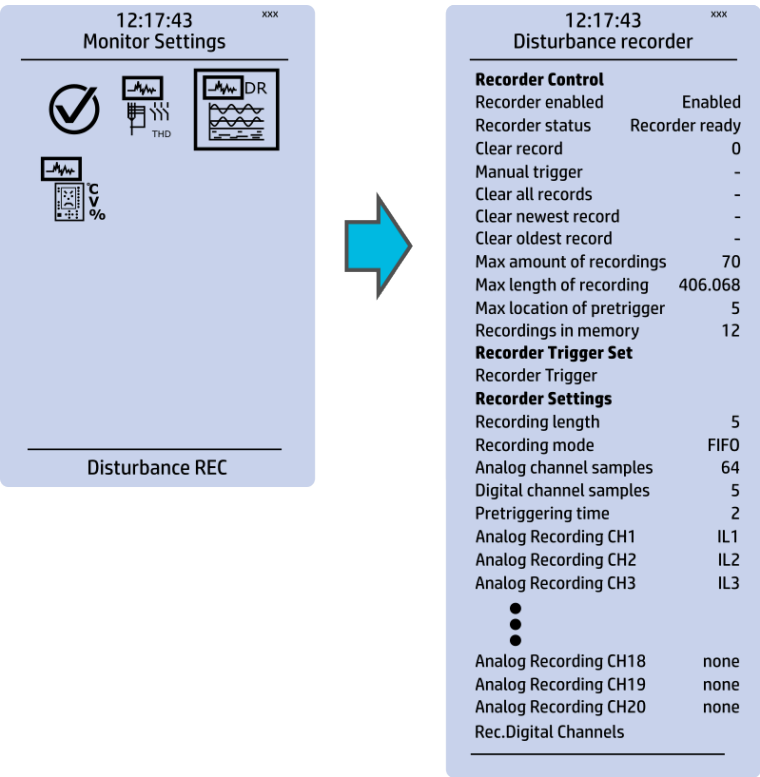 12:17:43 xxx
Monitor Settings
DR
THD
°C
V
%
Disturbance REC
12:17:43 xxx
Disturbance recorder
Recorder Control
Recorder enabled Enabled
Recorder status Recorder ready
Clear record 0
Manual trigger -
Clear all records -
Clear newest record -
Clear oldest record -
Max amount of recordings 70
Max length of recording 406.068
Max location of pretrigger 5
Recordings in memory 12
Recorder Trigger Set
Recorder Trigger
Recorder Settings
Recording length 5
Recording mode FIFO
Analog channel samples 64
Digital channel samples 5
Pretriggering time 2
Analog Recording CH1 IL1
Analog Recording CH2 IL2
Analog Recording CH3 IL3
Analog Recording CH18 none
Analog Recording CH19 none
Analog Recording CH20 none
Rec.Digital Channels